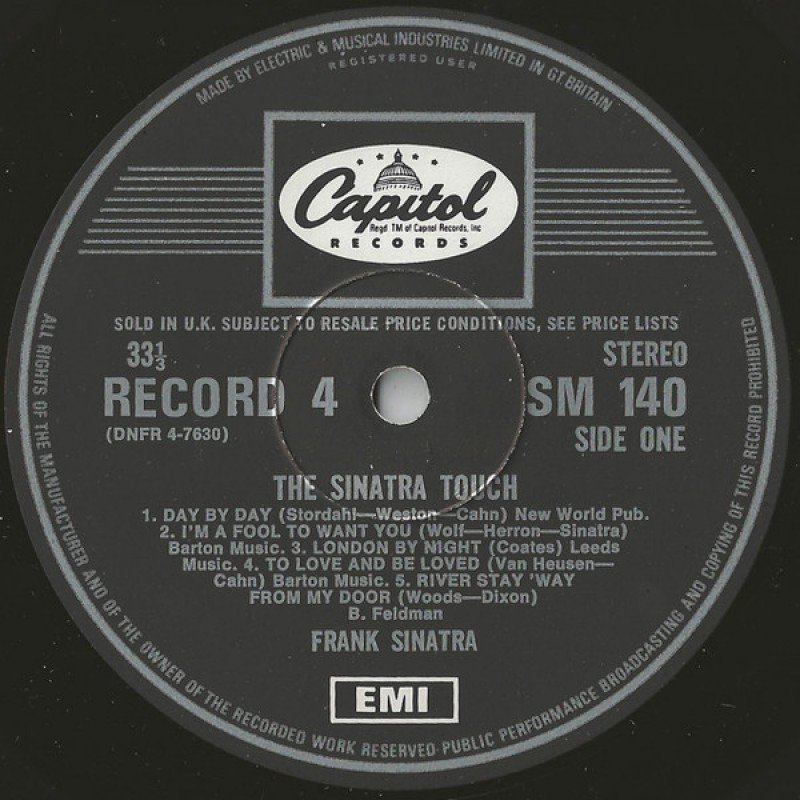 MADE BY ELECTRIC & MUSICAL INDUSTRIES LIMITED IN GT. BRITAIN
REGISTERED USER
Capitol
Regd TM of Capitol Records, Inc
RECORDS
SOLD IN U.K. SUBJECT TO RESALE PRICE CONDITIONS, SEE PRICE LISTS
33⅓ STEREO
RECORD 4 SM 140
(DNFR 4-7630) SIDE ONE
THE SINATRA TOUCH
1. DAY BY DAY (Stordahl—Weston—Cahn) New World Pub.
2. I'M A FOOL TO WANT YOU (Wolf—Herron—Sinatra)
Barton Music. 3. LONDON BY NIGHT (Coates) Leeds
Music. 4. TO LOVE AND BE LOVED (Van Heusen—
Cahn) Barton Music. 5. RIVER STAY 'WAY
FROM MY DOOR (Woods—Dixon)
B. Feldman
FRANK SINATRA
EMI
ALL RIGHTS OF THE MANUFACTURER AND OF THE OWNER OF THE RECORDED WORK RESERVED·PUBLIC PERFORMANCE BROADCASTING AND COPYING OF THIS RECORD PROHIBITED